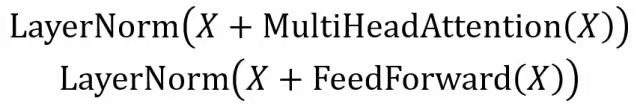 LayerNorm(X + MultiHeadAttention(X))
LayerNorm(X + FeedForward(X))